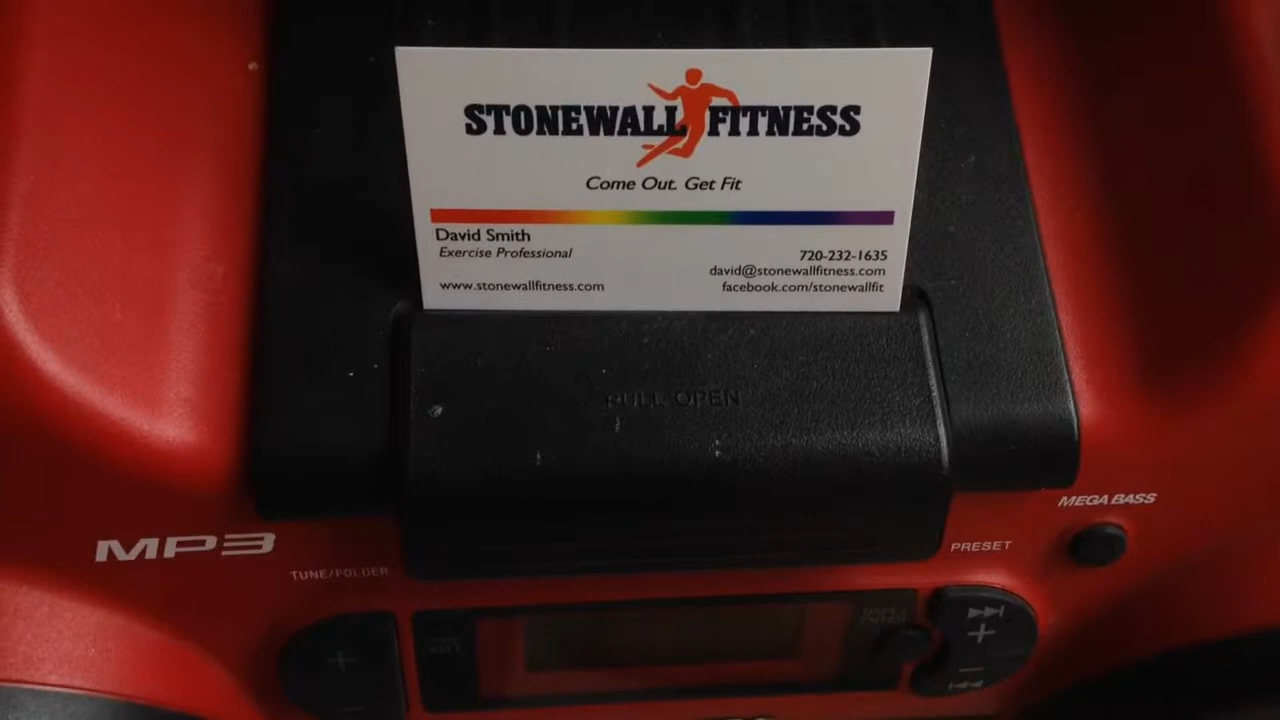 STONEWALL FITNESS
Come Out. Get Fit
David Smith
Exercise Professional
720-232-1635
david@stonewallfitness.com
www.stonewallfitness.com
facebook.com/stonewallfit
PULL OPEN
MEGA BASS
MP3
PRESET
TUNE/FOLDER